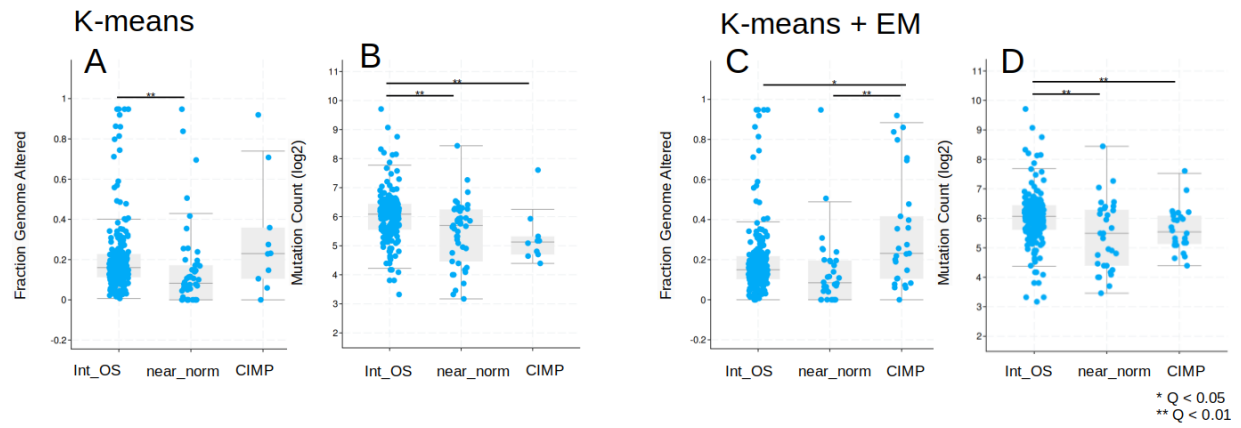 K-means
K-means + EM
A
B
C
D
Fraction Genome Altered
1
0.8
0.6
0.4
0.2
0
-0.2
**
Int_OS near_norm CIMP
Mutation Count (log2)
11
10
9
8
7
6
5
4
3
2
**
**
Int_OS near_norm CIMP
Fraction Genome Altered
1
0.8
0.6
0.4
0.2
0
-0.2
*
**
Int_OS near_norm CIMP
Mutation Count (log2)
11
10
9
8
7
6
5
4
3
2
**
**
Int_OS near_norm CIMP
* Q < 0.05
** Q < 0.01